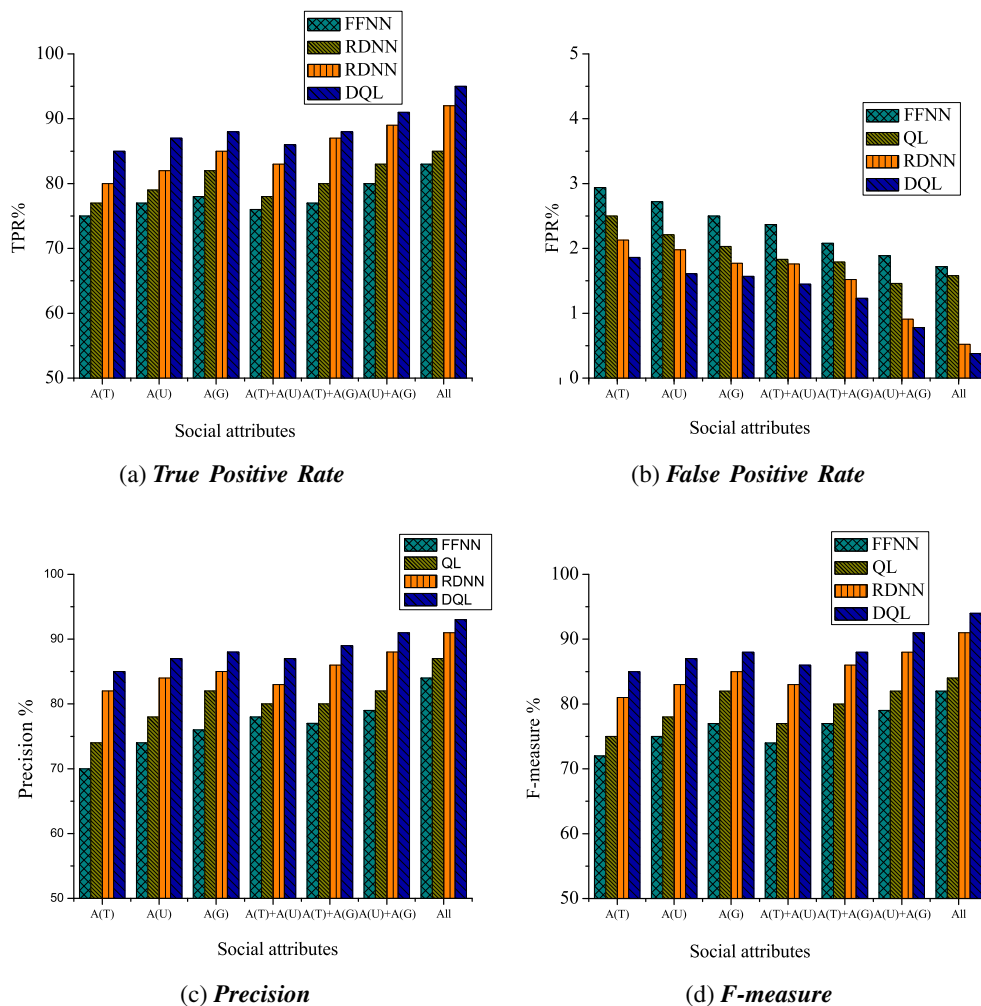 FFNN
RDNN
RDNN
DQL
100
90
80
70
60
50
TPR%
A(T) A(U) A(G) A(T)+A(U) A(T)+A(G) A(U)+A(G) All
Social attributes
(a) True Positive Rate
FFNN
QL
RDNN
DQL
5
4
3
2
1
0
FPR%
A(T) A(U) A(G) A(T)+A(U) A(T)+A(G) A(U)+A(G) All
Social attributes
(b) False Positive Rate
FFNN
QL
RDNN
DQL
100
90
80
70
60
50
Precision %
A(T) A(U) A(G) A(T)+A(U) A(T)+A(G) A(U)+A(G) All
Social attributes
(c) Precision
FFNN
QL
RDNN
DQL
100
90
80
70
60
50
F-measure %
A(T) A(U) A(G) A(T)+A(U) A(T)+A(G) A(U)+A(G) All
Social attributes
(d) F-measure